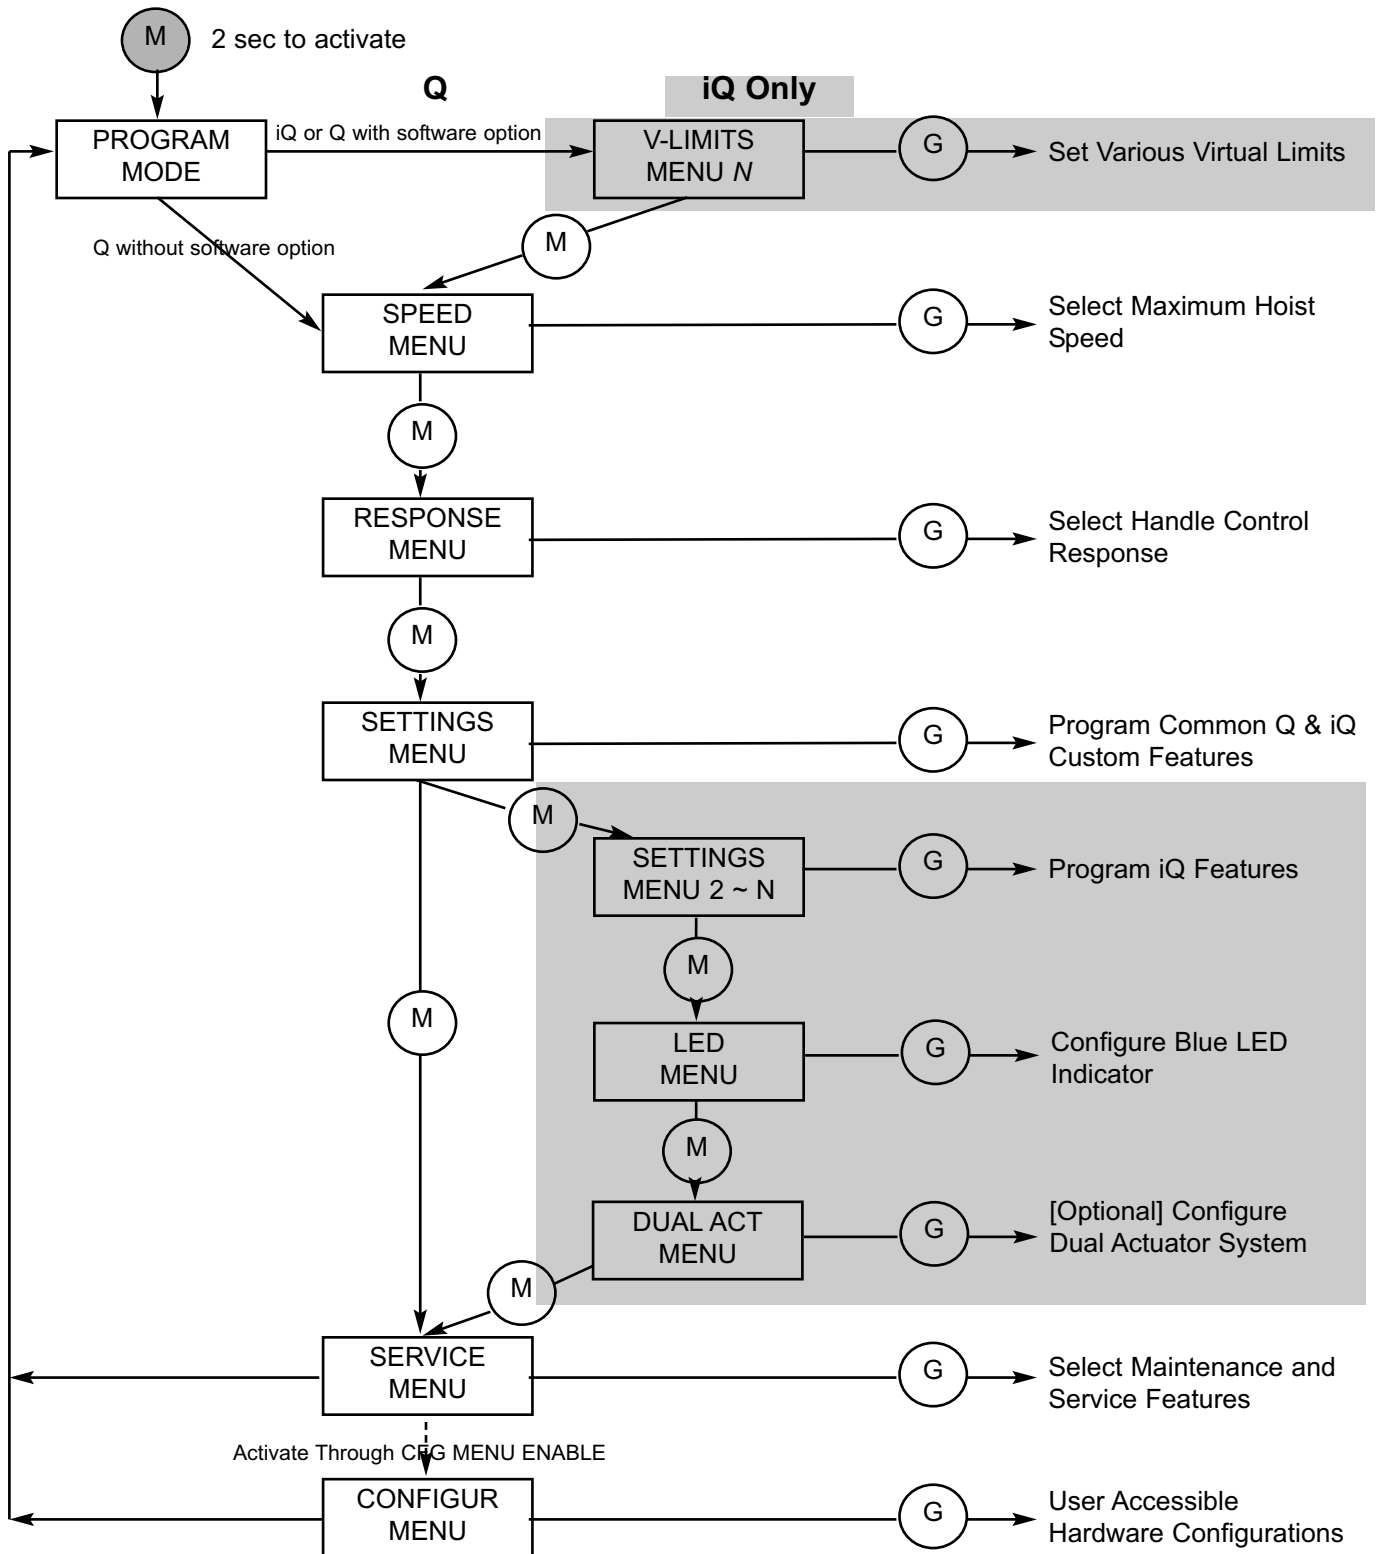 M 2 sec to activate
Q iQ Only
PROGRAM
MODE
iQ or Q with software option
V-LIMITS
MENU N
G
Set Various Virtual Limits
Q without software option
M
SPEED
MENU
G
Select Maximum Hoist
Speed
M
RESPONSE
MENU
G
Select Handle Control
Response
M
SETTINGS
MENU
G
Program Common Q & iQ
Custom Features
M
SETTINGS
MENU 2 ~ N
G
Program iQ Features
M
M
LED
MENU
G
Configure Blue LED
Indicator
M
DUAL ACT
MENU
G
[Optional] Configure
Dual Actuator System
M
SERVICE
MENU
G
Select Maintenance and
Service Features
Activate Through CFG MENU ENABLE
CONFIGUR
MENU
G
User Accessible
Hardware Configurations